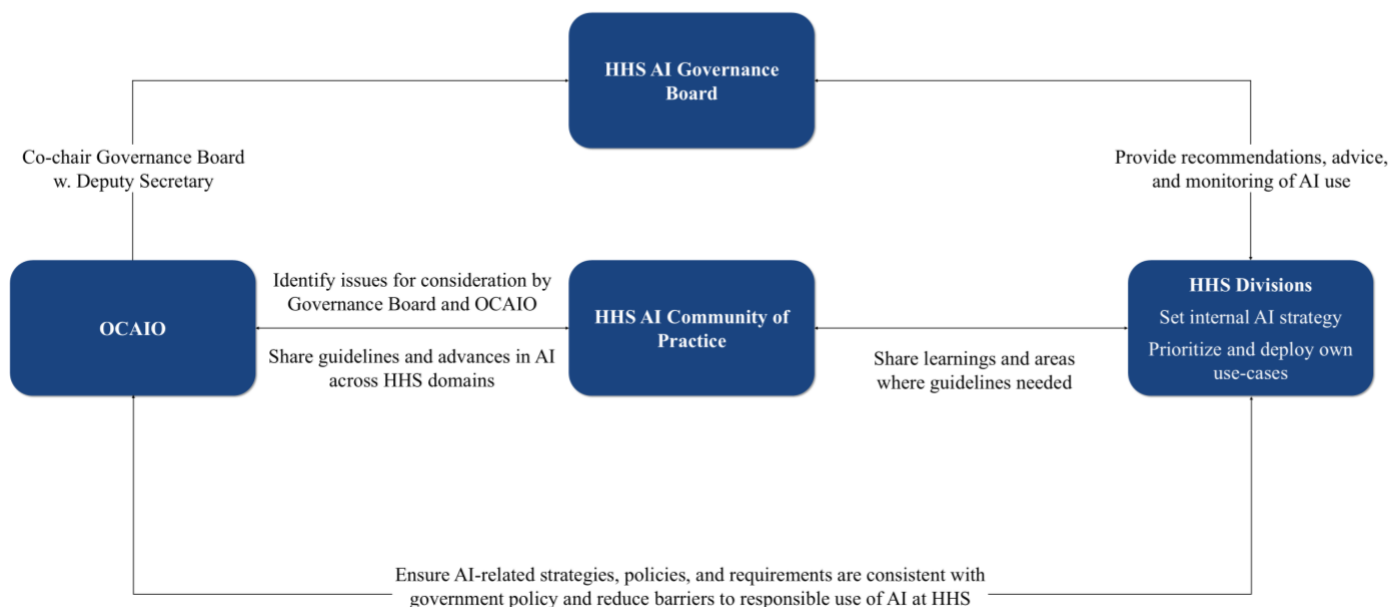 HHS AI Governance
Board
Co-chair Governance Board
w. Deputy Secretary
Provide recommendations, advice,
and monitoring of AI use
OCAIO
Identify issues for consideration by
Governance Board and OCAIO
Share guidelines and advances in AI
across HHS domains
HHS AI Community of
Practice
Share learnings and areas
where guidelines needed
HHS Divisions
Set internal AI strategy
Prioritize and deploy own
use-cases
Ensure AI-related strategies, policies, and requirements are consistent with
government policy and reduce barriers to responsible use of AI at HHS